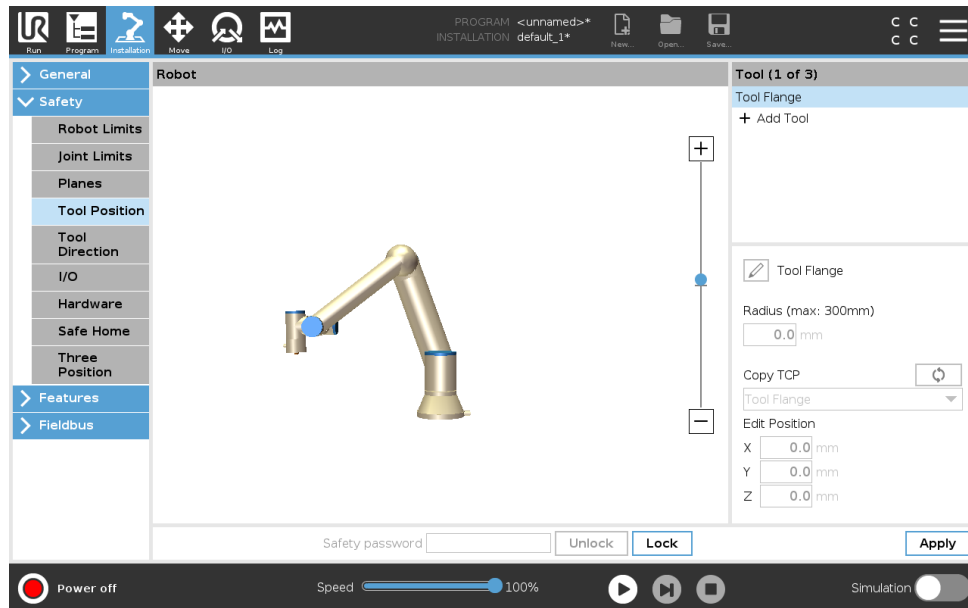 PROGRAM <unnamed>*
INSTALLATION default_1*
UR
Run
Program
Installation
Move
I/O
Log
New...
Open...
Save...
C C
C C
General
Safety
Robot Limits
Joint Limits
Planes
Tool Position
Tool
Direction
I/O
Hardware
Safe Home
Three
Position
Features
Fieldbus
Robot
Tool (1 of 3)
Tool Flange
+ Add Tool
Tool Flange
Radius (max: 300mm)
0.0 mm
Copy TCP
Tool Flange
Edit Position
X 0.0 mm
Y 0.0 mm
Z 0.0 mm
Safety password
Unlock
Lock
Apply
Power off
Speed
100%
Simulation